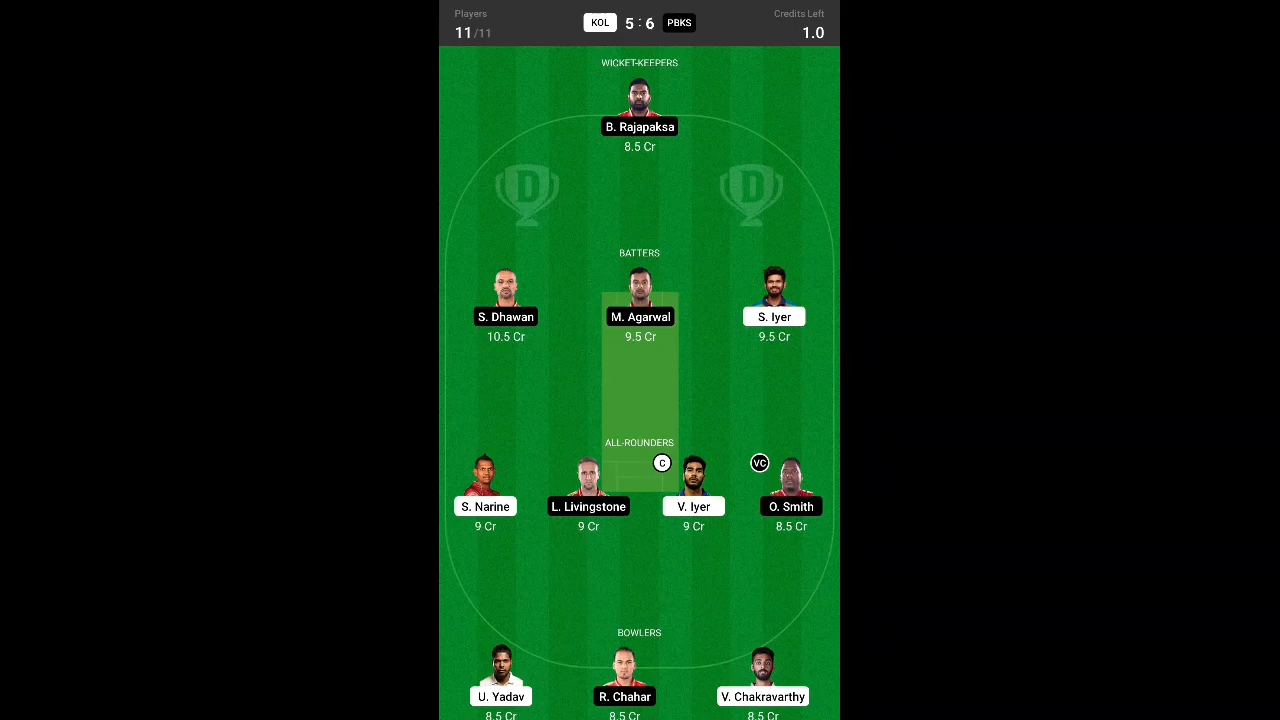 Players
11/11
KOL 5 : 6 PBKS
Credits Left
1.0
WICKET-KEEPERS
B. Rajapaksa
8.5 Cr
D D
BATTERS
S. Dhawan M. Agarwal S. Iyer
10.5 Cr 9.5 Cr 9.5 Cr
ALL-ROUNDERS
C VC
S. Narine L. Livingstone V. Iyer O. Smith
9 Cr 9 Cr 9 Cr 8.5 Cr
BOWLERS
U. Yadav R. Chahar V. Chakravarthy
8.5 Cr 8.5 Cr 8.5 Cr